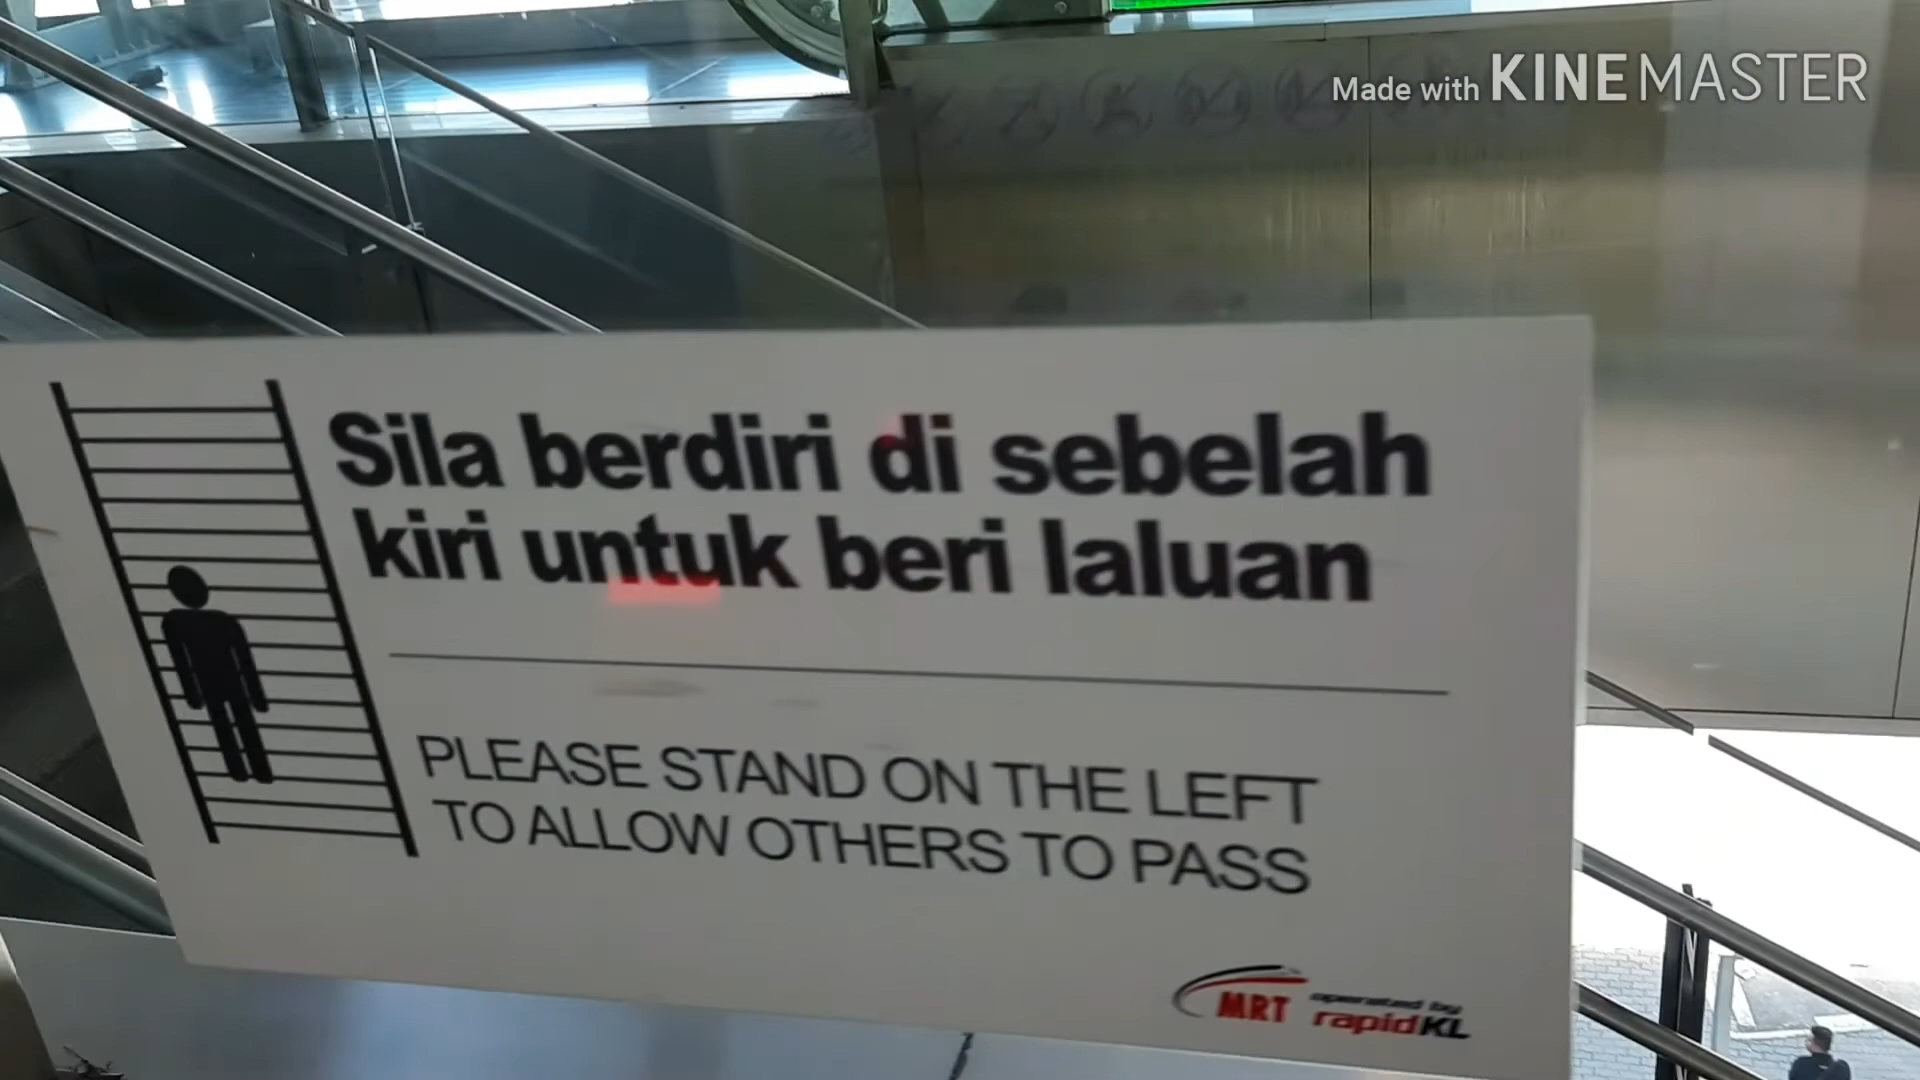 Made with KINEMASTER
Sila berdiri di sebelah
kiri untuk beri laluan
PLEASE STAND ON THE LEFT
TO ALLOW OTHERS TO PASS
MRT operated by
rapidKL